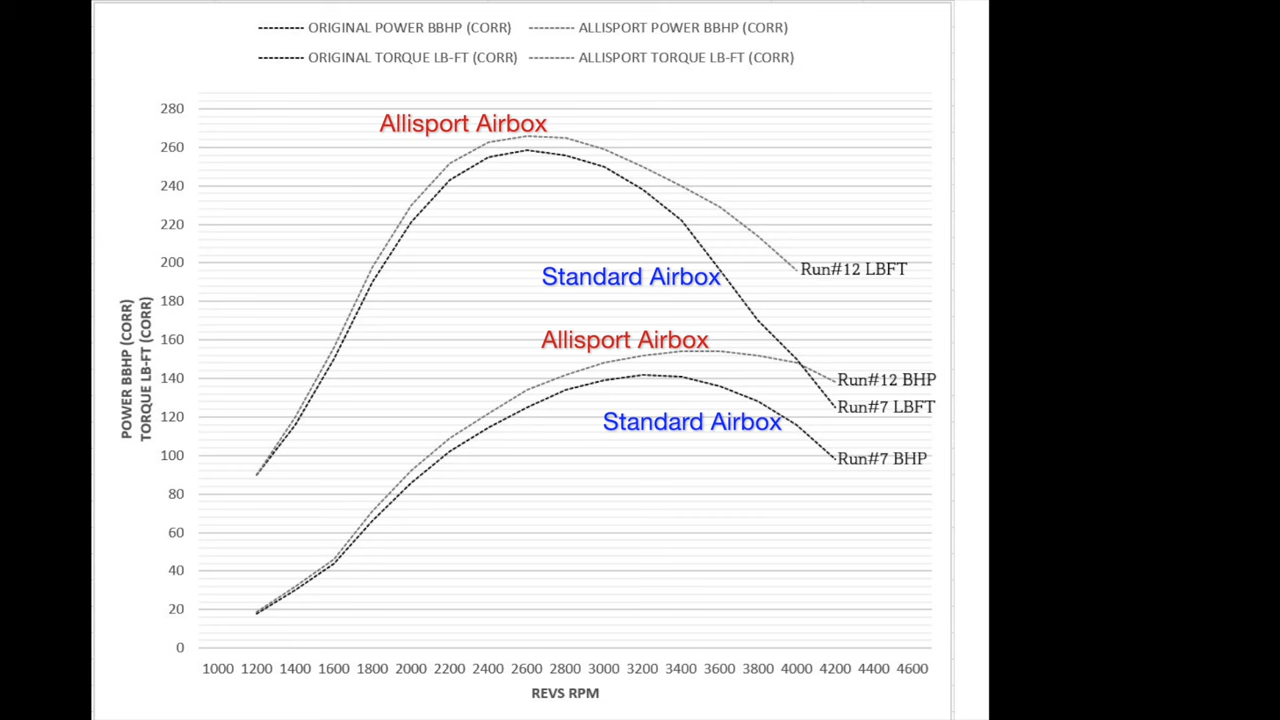 ORIGINAL POWER BBHP (CORR) ALLISPORT POWER BBHP (CORR)
ORIGINAL TORQUE LB-FT (CORR) ALLISPORT TORQUE LB-FT (CORR)
280
Allisport Airbox
260
240
220
200
Run#12 LBFT
Standard Airbox
180
160
Allisport Airbox
140
Run#12 BHP
Run#7 LBFT
120
Standard Airbox
100
Run#7 BHP
80
60
40
20
0
POWER BBHP (CORR)
TORQUE LB-FT (CORR)
1000 1200 1400 1600 1800 2000 2200 2400 2600 2800 3000 3200 3400 3600 3800 4000 4200 4400 4600
REVS RPM